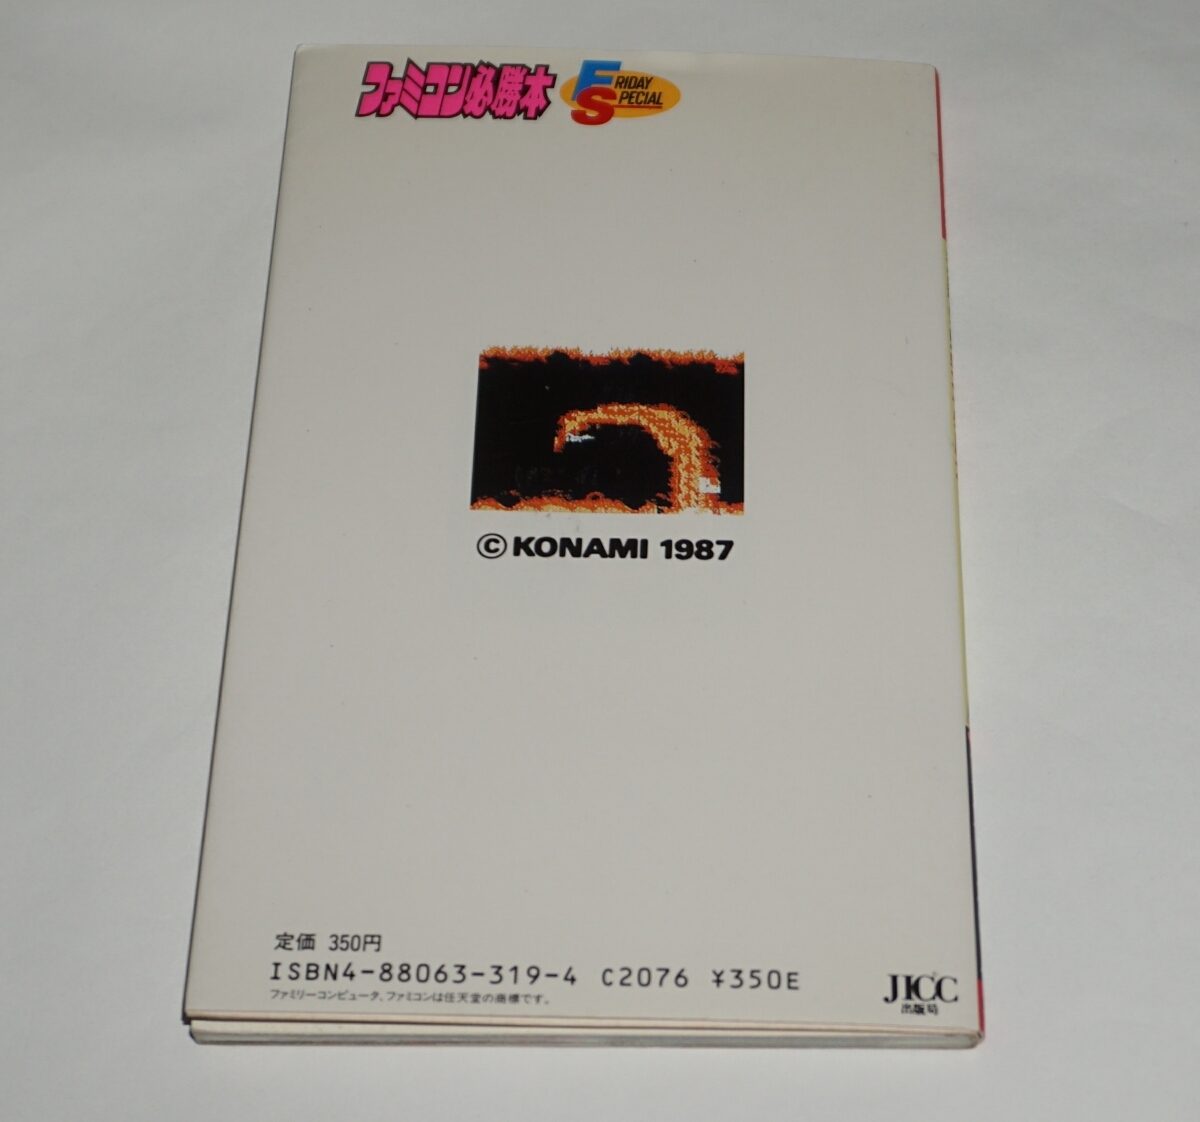 ファミコン必勝本 FRIDAY SPECIAL
©KONAMI 1987
定価 350円
ISBN4-88063-319-4 C2076 ¥350E
ファミリーコンピュータ、ファミコンは任天堂の商標です。
JICC
出版局